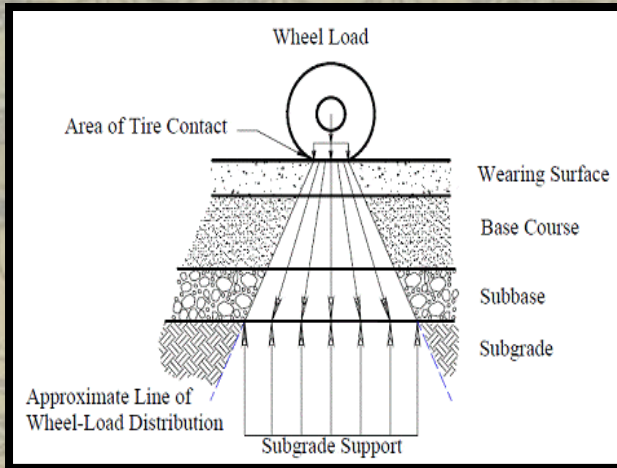 Wheel Load
Area of Tire Contact
Wearing Surface
Base Course
Subbase
Subgrade
Approximate Line of
Wheel-Load Distribution
Subgrade Support